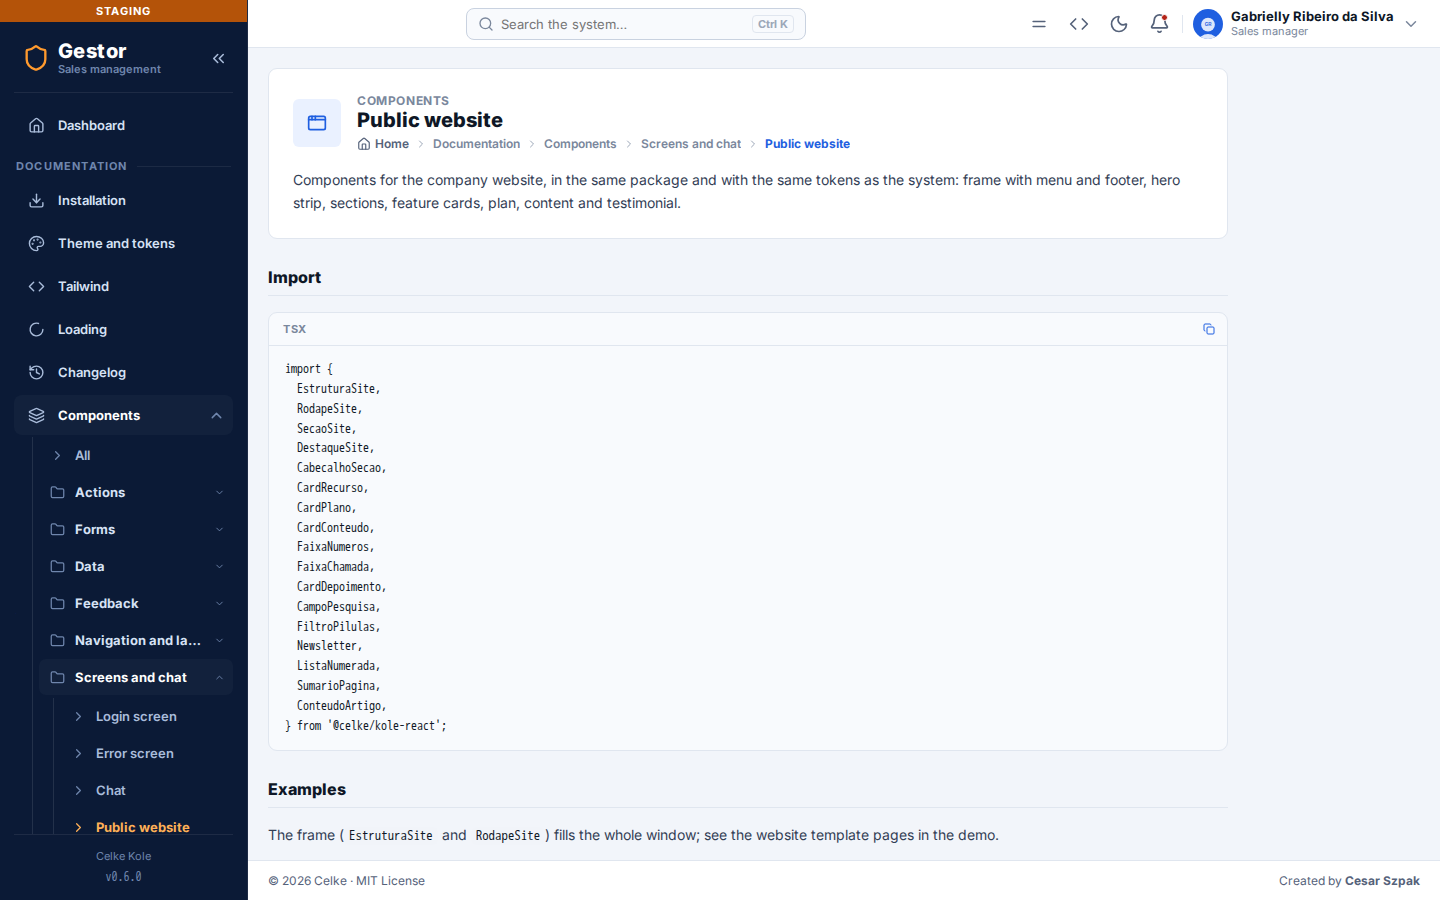 STAGING
Gestor
Sales management
Dashboard
DOCUMENTATION
Installation
Theme and tokens
Tailwind
Loading
Changelog
Components
All
Actions
Forms
Data
Feedback
Navigation and la...
Screens and chat
Login screen
Error screen
Chat
Public website
Celke Kole
v0.6.0
Search the system...
Ctrl K
GR
Gabrielly Ribeiro da Silva
Sales manager
COMPONENTS
Public website
Home > Documentation > Components > Screens and chat > Public website
Components for the company website, in the same package and with the same tokens as the system: frame with menu and footer, hero
strip, sections, feature cards, plan, content and testimonial.
Import
TSX
import {
EstruturaSite,
RodapeSite,
SecaoSite,
DestaqueSite,
CabecalhoSecao,
CardRecurso,
CardPlano,
CardConteudo,
FaixaNumeros,
FaixaChamada,
CardDepoimento,
CampoPesquisa,
FiltroPilulas,
Newsletter,
ListaNumerada,
SumarioPagina,
ConteudoArtigo,
} from '@celke/kole-react';
Examples
The frame ( EstruturaSite and RodapeSite ) fills the whole window; see the website template pages in the demo.
© 2026 Celke · MIT License
Created by Cesar Szpak